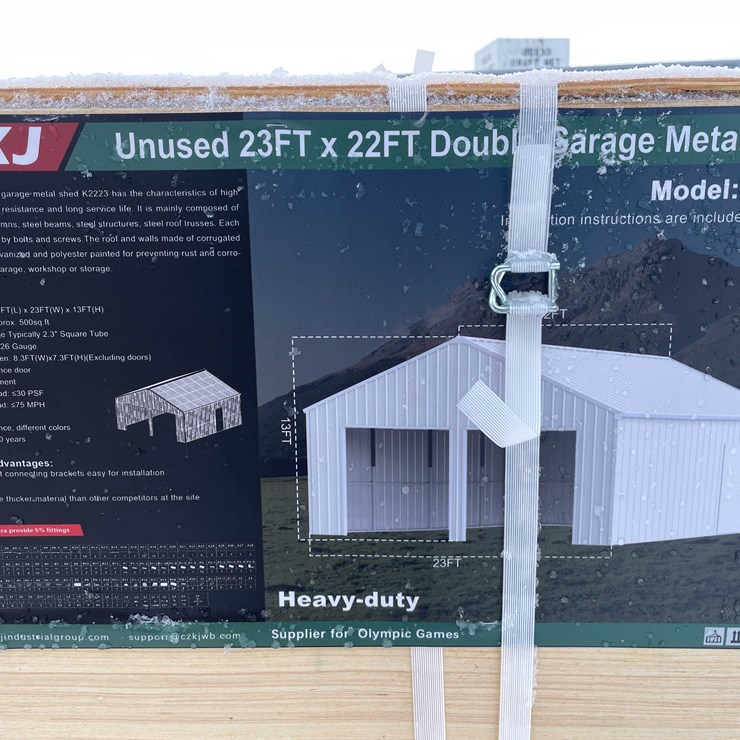 KJ
Unused 23FT x 22FT Double Garage Meta
Model:
garage metal shed K2223 has the characteristics of high
resistance and long service life. It is mainly composed of
mns, steel beams, steel structures, steel roof trusses. Each
by bolts and screws. The roof and walls made of corrugated
vanized and polyester painted for preventing rust and corro-
arage, workshop or storage.
tion instructions are include
FT(L) x 23FT(W) x 13FT(H)
prox. 500sq.ft
e Typically 2.3" Square Tube
26 Gauge
en: 8.3FT(W)x7.3FT(H)(Excluding doors)
nce door
ment
ad: ≤30 PSF
ad: ≤75 MPH
nce, different colors
0 years
dvantages:
t connecting brackets easy for installation
e thicker material than other competitors at the site
ra provide 5% fittings
2FT
13FT
23FT
Heavy-duty
jindustrialgroup.com support@czkjwb.com Supplier for Olympic Games